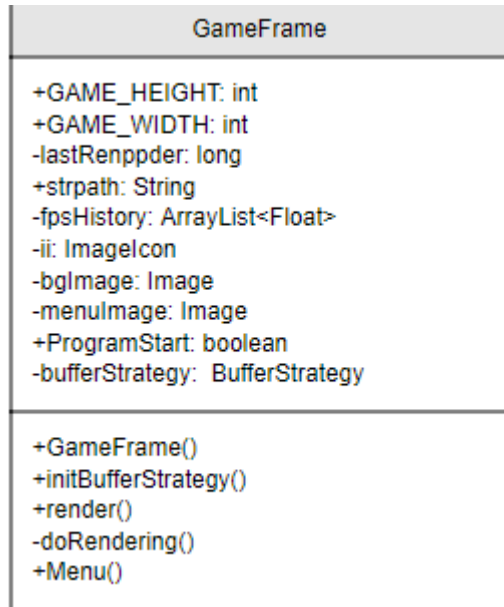 GameFrame
+GAME_HEIGHT: int
+GAME_WIDTH: int
-lastRenppder: long
+strpath: String
-fpsHistory: ArrayList<Float>
-ii: ImageIcon
-bgImage: Image
-menuImage: Image
+ProgramStart: boolean
-bufferStrategy:  BufferStrategy
+GameFrame()
+initBufferStrategy()
+render()
-doRendering()
+Menu()